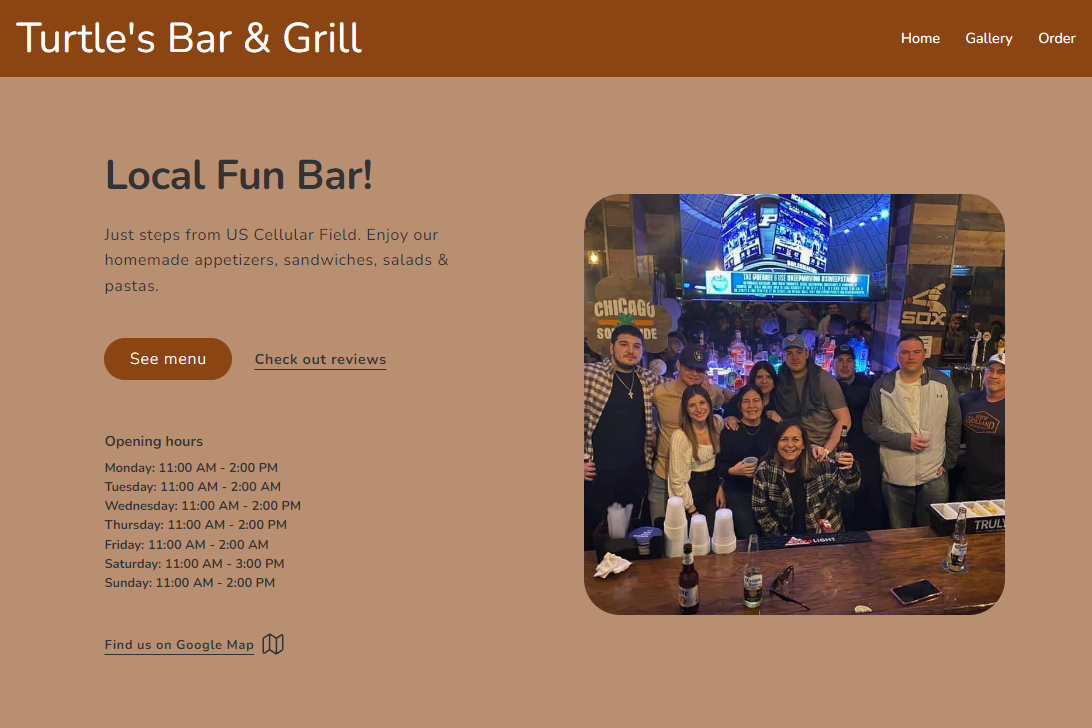 Turtle's Bar & Grill
Home Gallery Order
Local Fun Bar!
Just steps from US Cellular Field. Enjoy our
homemade appetizers, sandwiches, salads &
pastas.
See menu Check out reviews
Opening hours
Monday: 11:00 AM - 2:00 PM
Tuesday: 11:00 AM - 2:00 AM
Wednesday: 11:00 AM - 2:00 PM
Thursday: 11:00 AM - 2:00 PM
Friday: 11:00 AM - 2:00 AM
Saturday: 11:00 AM - 3:00 PM
Sunday: 11:00 AM - 2:00 PM
Find us on Google Map
P
CHICAGO
SOX
HOLLAND
TRULY
LIGHT